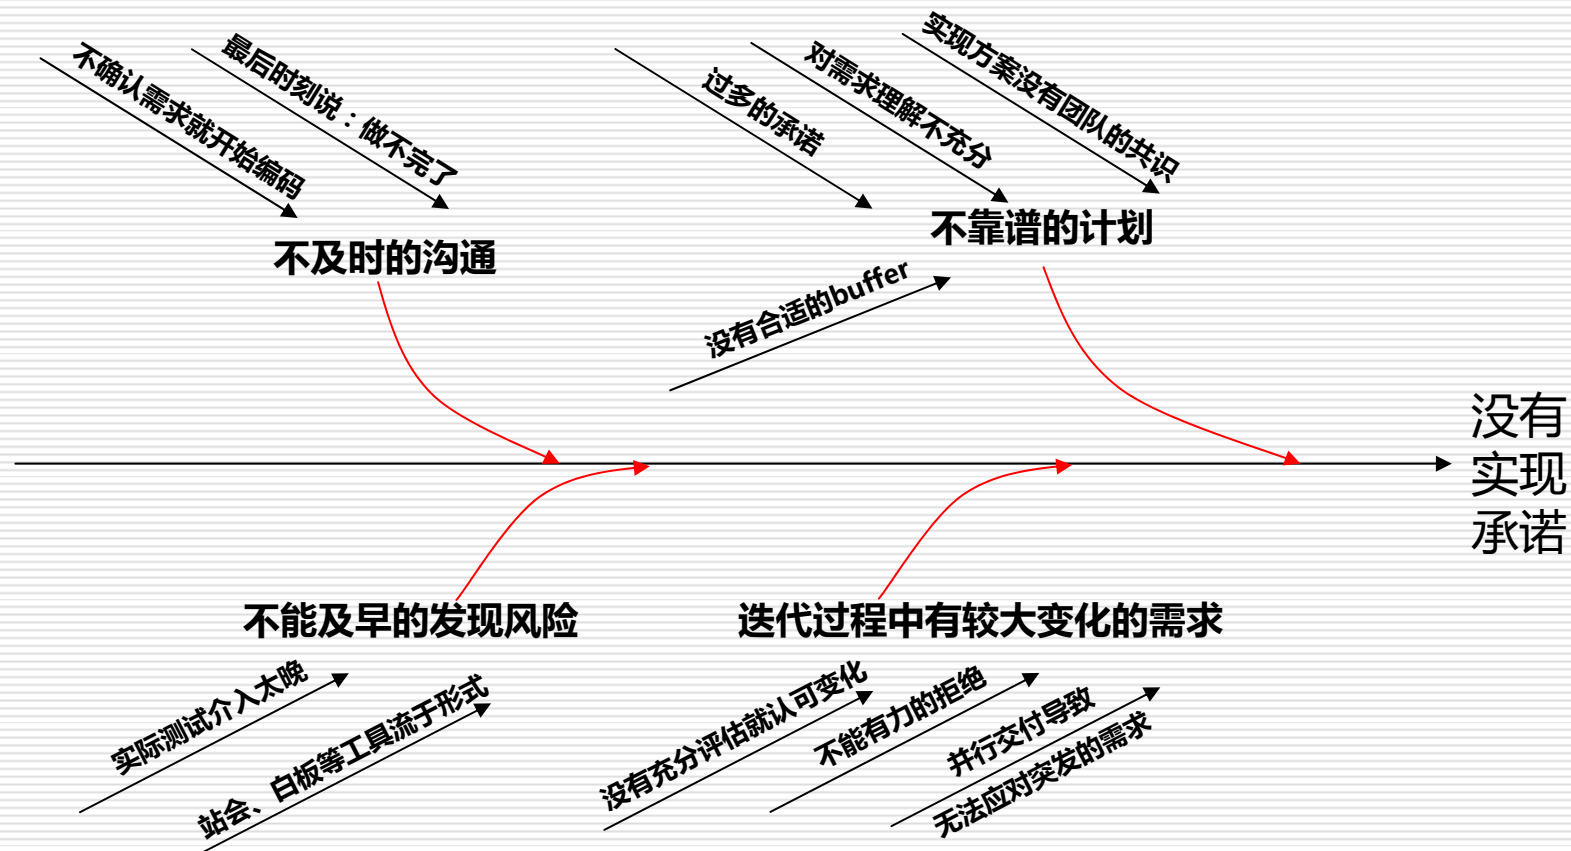 不确认需求就开始编码
最后时刻说：做不完了
过多的承诺
对需求理解不充分
实现方案没有团队的共识
不及时的沟通
不靠谱的计划
没有合适的buffer
没有
实现
承诺
不能及早的发现风险
迭代过程中有较大变化的需求
实际测试介入太晚
站会、白板等工具流于形式
没有充分评估就认可变化
不能有力的拒绝
并行交付导致
无法应对突发的需求